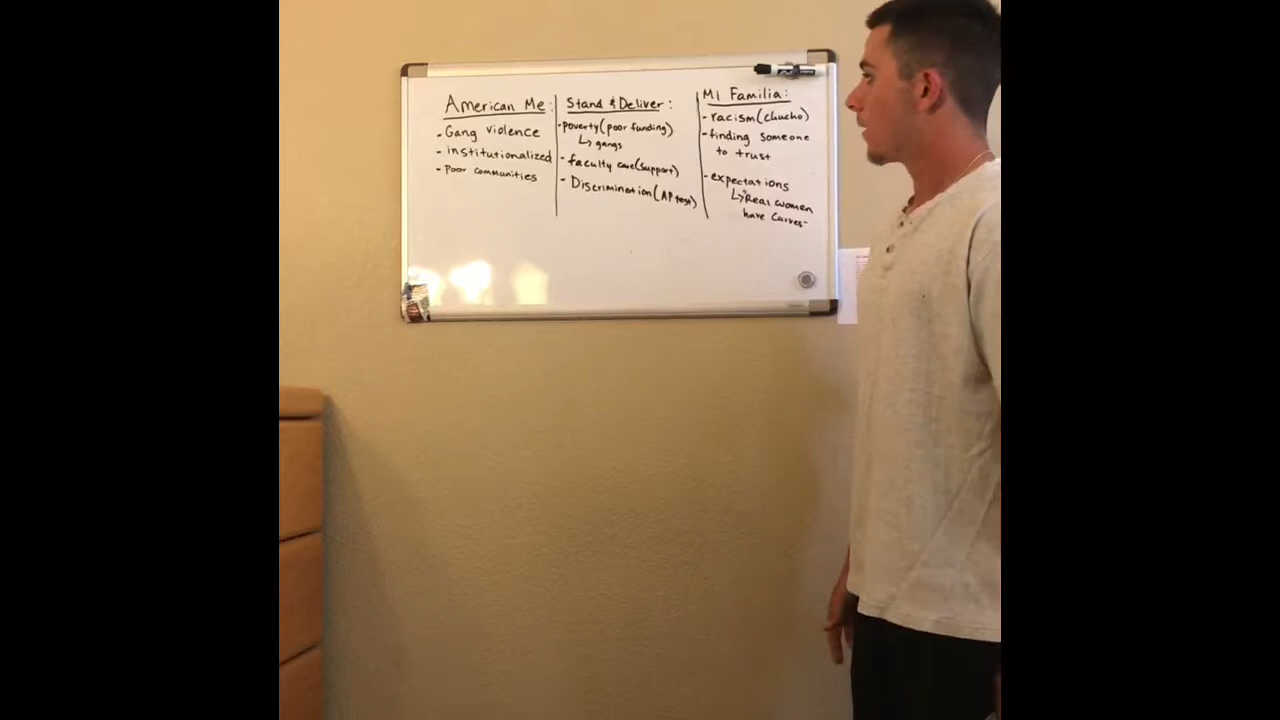 American Me:
- Gang violence
- institutionalized
- Poor communities
Stand & Deliver:
- poverty (poor funding)
↳ gangs
- faculty care (support)
- Discrimination (AP test)
Mi Familia:
- racism (chucho)
- finding someone
to trust
- expectations
↳ Real women
have Curves